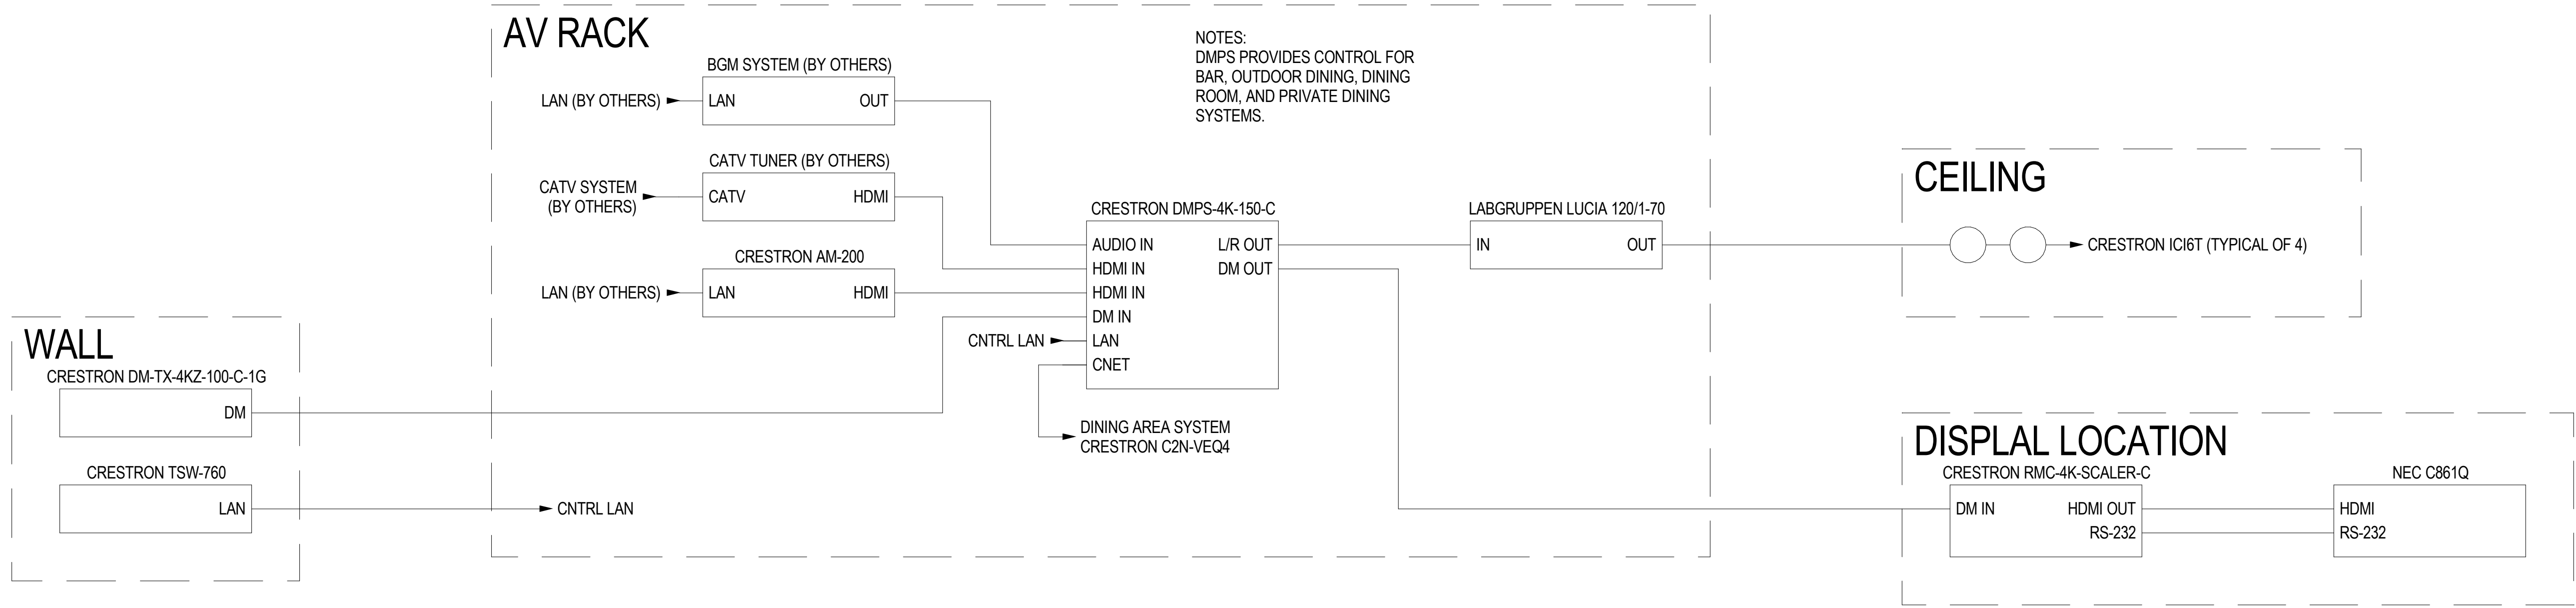 AV RACK
NOTES:
DMPS PROVIDES CONTROL FOR
BAR, OUTDOOR DINING, DINING
ROOM, AND PRIVATE DINING
SYSTEMS.
BGM SYSTEM (BY OTHERS)
LAN (BY OTHERS)
LAN
OUT
CATV TUNER (BY OTHERS)
CATV SYSTEM
(BY OTHERS)
CATV
HDMI
CRESTRON AM-200
LAN (BY OTHERS)
LAN
HDMI
CRESTRON DMPS-4K-150-C
AUDIO IN
HDMI IN
HDMI IN
DM IN
LAN
CNET
L/R OUT
DM OUT
CNTRL LAN
DINING AREA SYSTEM
CRESTRON C2N-VEQ4
LABGRUPPEN LUCIA 120/1-70
IN
OUT
CEILING
CRESTRON ICI6T (TYPICAL OF 4)
WALL
CRESTRON DM-TX-4KZ-100-C-1G
DM
CRESTRON TSW-760
LAN
CNTRL LAN
DISPLAL LOCATION
CRESTRON RMC-4K-SCALER-C
DM IN
HDMI OUT
RS-232
NEC C861Q
HDMI
RS-232